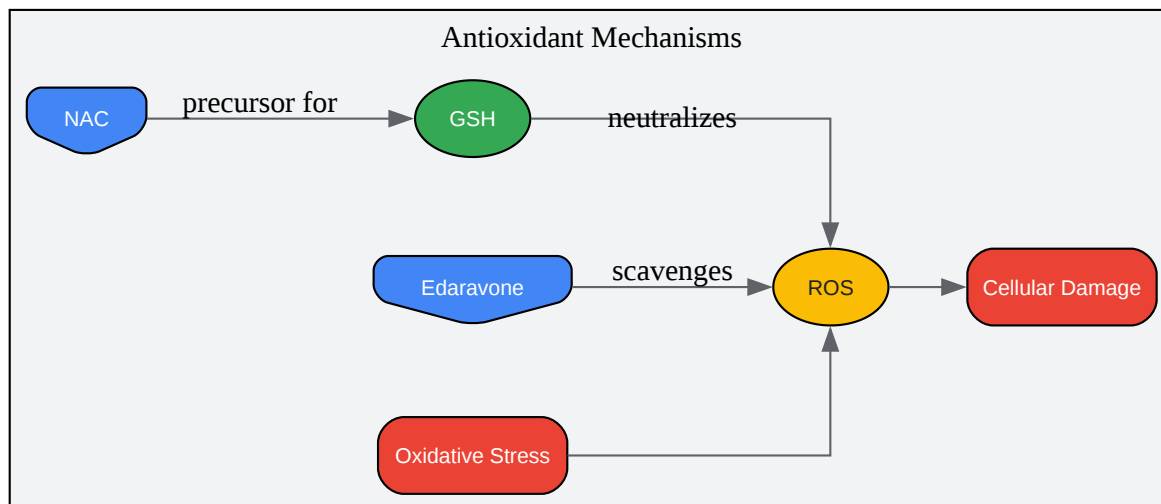 Antioxidant Mechanisms
NAC
precursor for
GSH
neutralizes
Edaravone
scavenges
ROS
Cellular Damage
Oxidative Stress